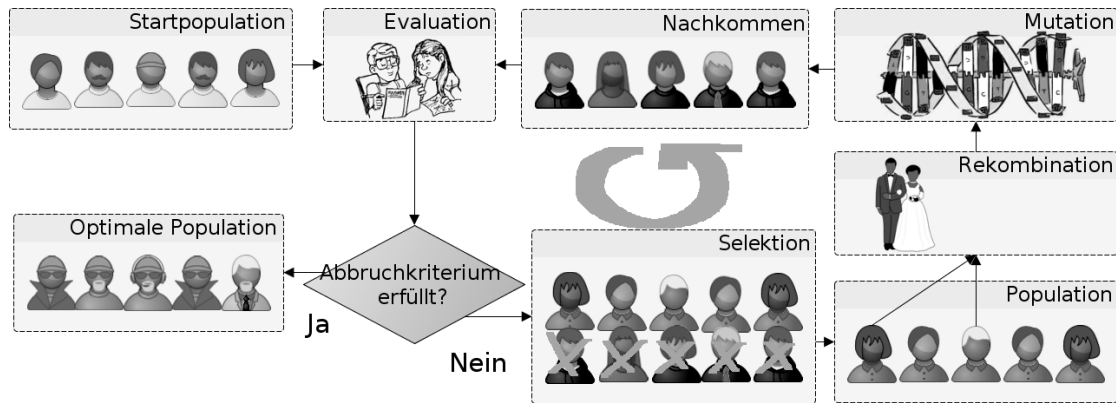 Startpopulation
Evaluation
Nachkommen
Mutation
Rekombination
Optimale Population
Abbruchkriterium
erfüllt?
Selektion
Population
Ja
Nein